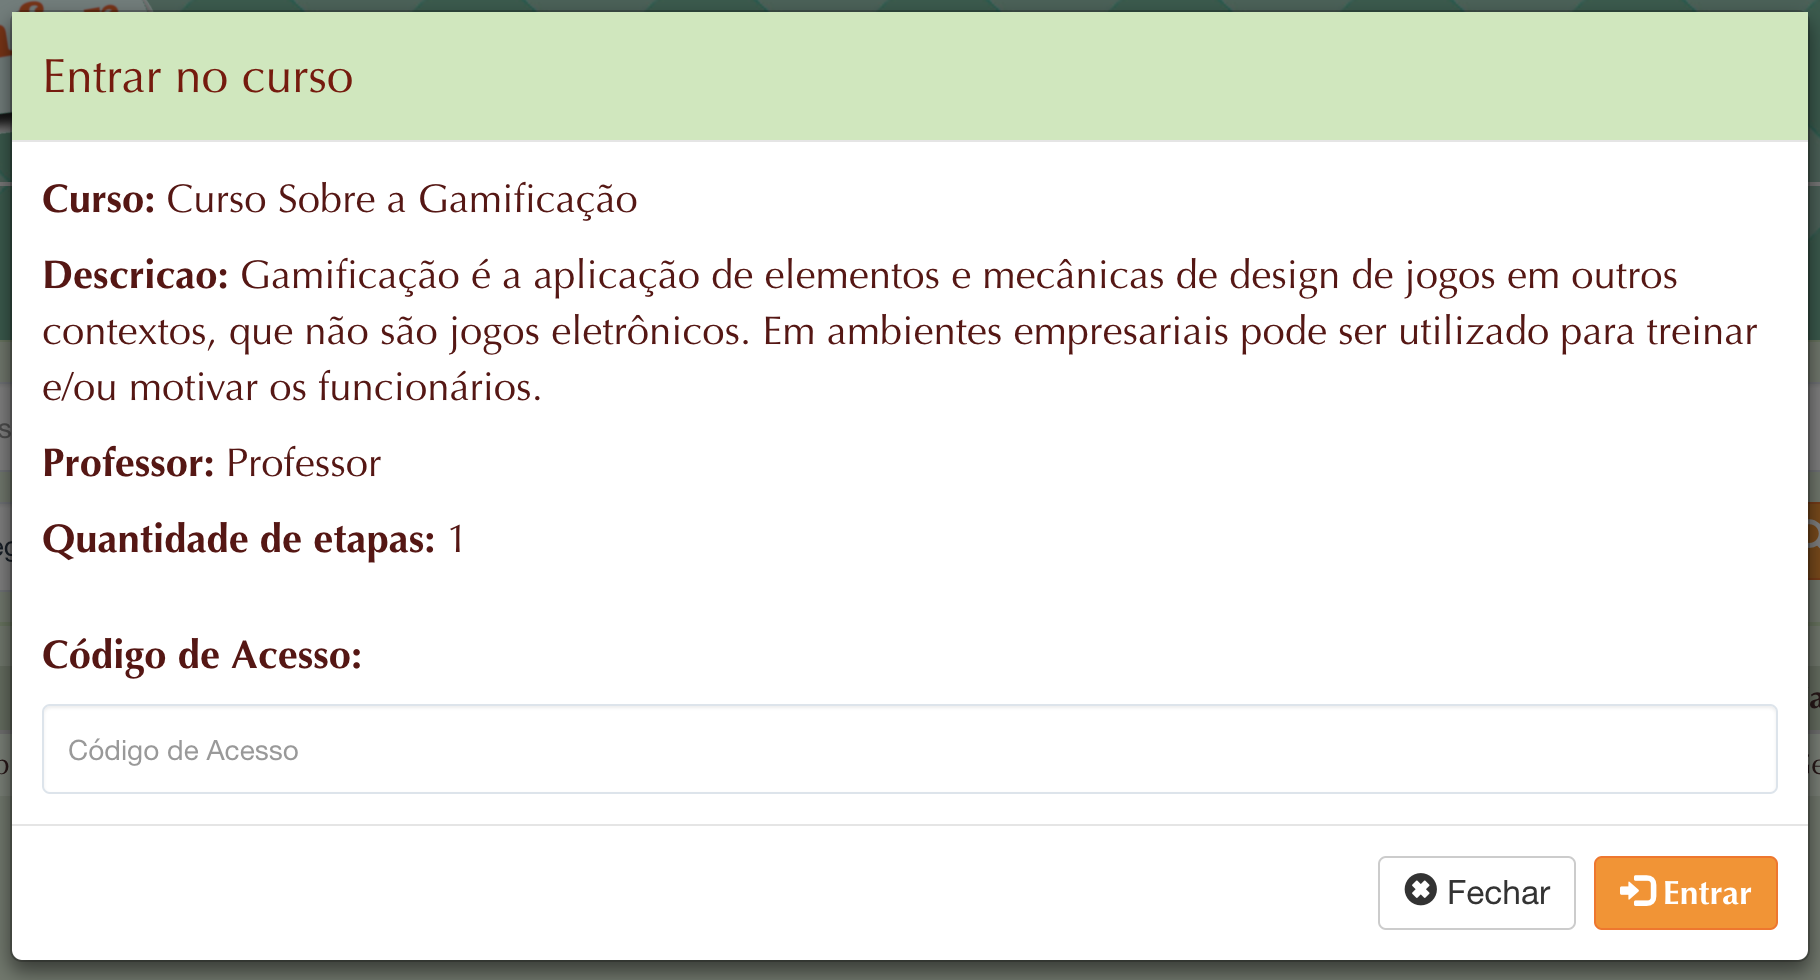 Entrar no curso
Curso: Curso Sobre a Gamificação
Descricao: Gamificação é a aplicação de elementos e mecânicas de design de jogos em outros
contextos, que não são jogos eletrônicos. Em ambientes empresariais pode ser utilizado para treinar
e/ou motivar os funcionários.
Professor: Professor
Quantidade de etapas: 1
Código de Acesso:
Código de Acesso
Fechar
Entrar